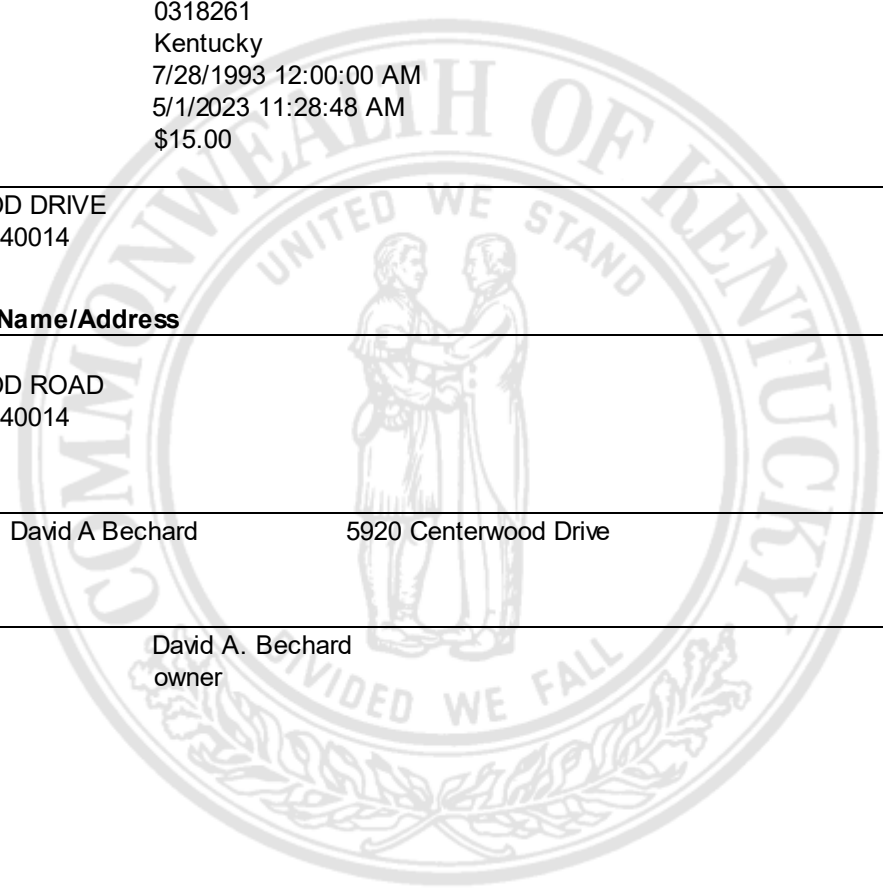 0318261
Kentucky
7/28/1993 12:00:00 AM
5/1/2023 11:28:48 AM
$15.00
OD DRIVE
40014
Name/Address
OD ROAD
40014
David A Bechard 5920 Centerwood Drive
David A. Bechard
owner
COMMONWEALTH OF KENTUCKY
UNITED WE STAND
DIVIDED WE FALL